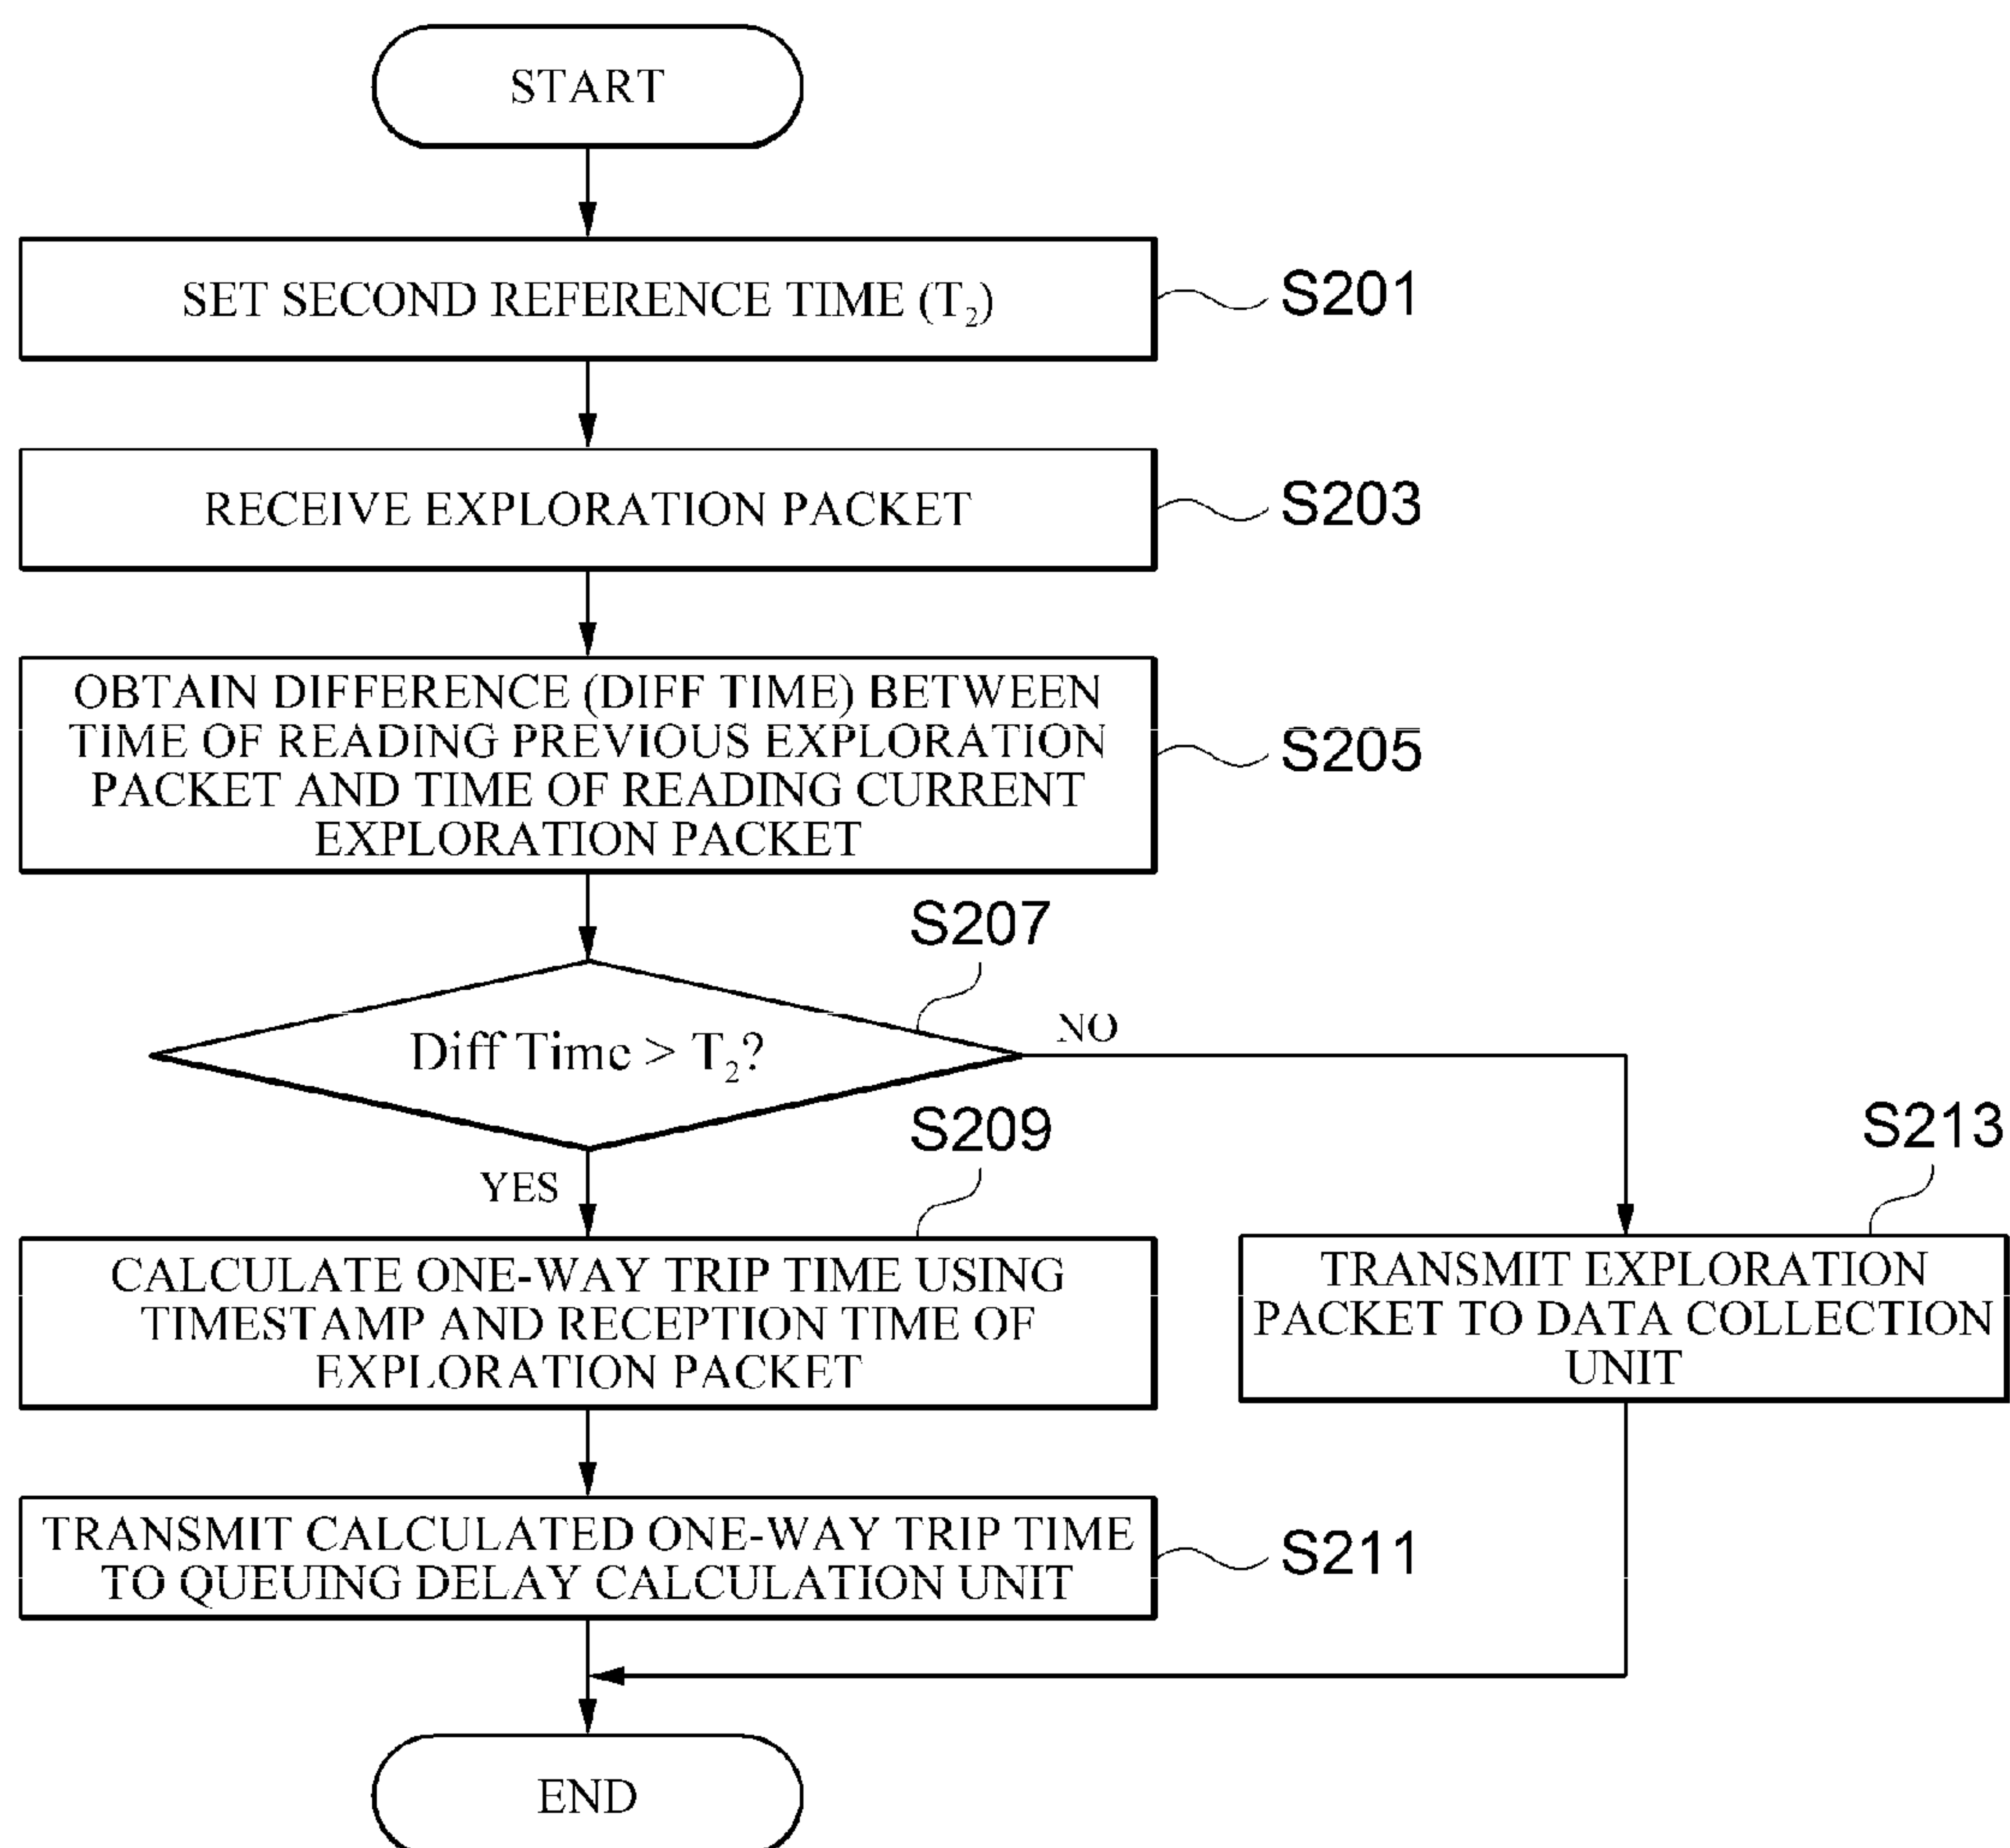 START
SET SECOND REFERENCE TIME (T₂)
S201
RECEIVE EXPLORATION PACKET
S203
OBTAIN DIFFERENCE (DIFF TIME) BETWEEN
TIME OF READING PREVIOUS EXPLORATION
PACKET AND TIME OF READING CURRENT
EXPLORATION PACKET
S205
S207
Diff Time > T₂?
NO
YES
S209
CALCULATE ONE-WAY TRIP TIME USING
TIMESTAMP AND RECEPTION TIME OF
EXPLORATION PACKET
S213
TRANSMIT EXPLORATION
PACKET TO DATA COLLECTION
UNIT
TRANSMIT CALCULATED ONE-WAY TRIP TIME
TO QUEUING DELAY CALCULATION UNIT
S211
END